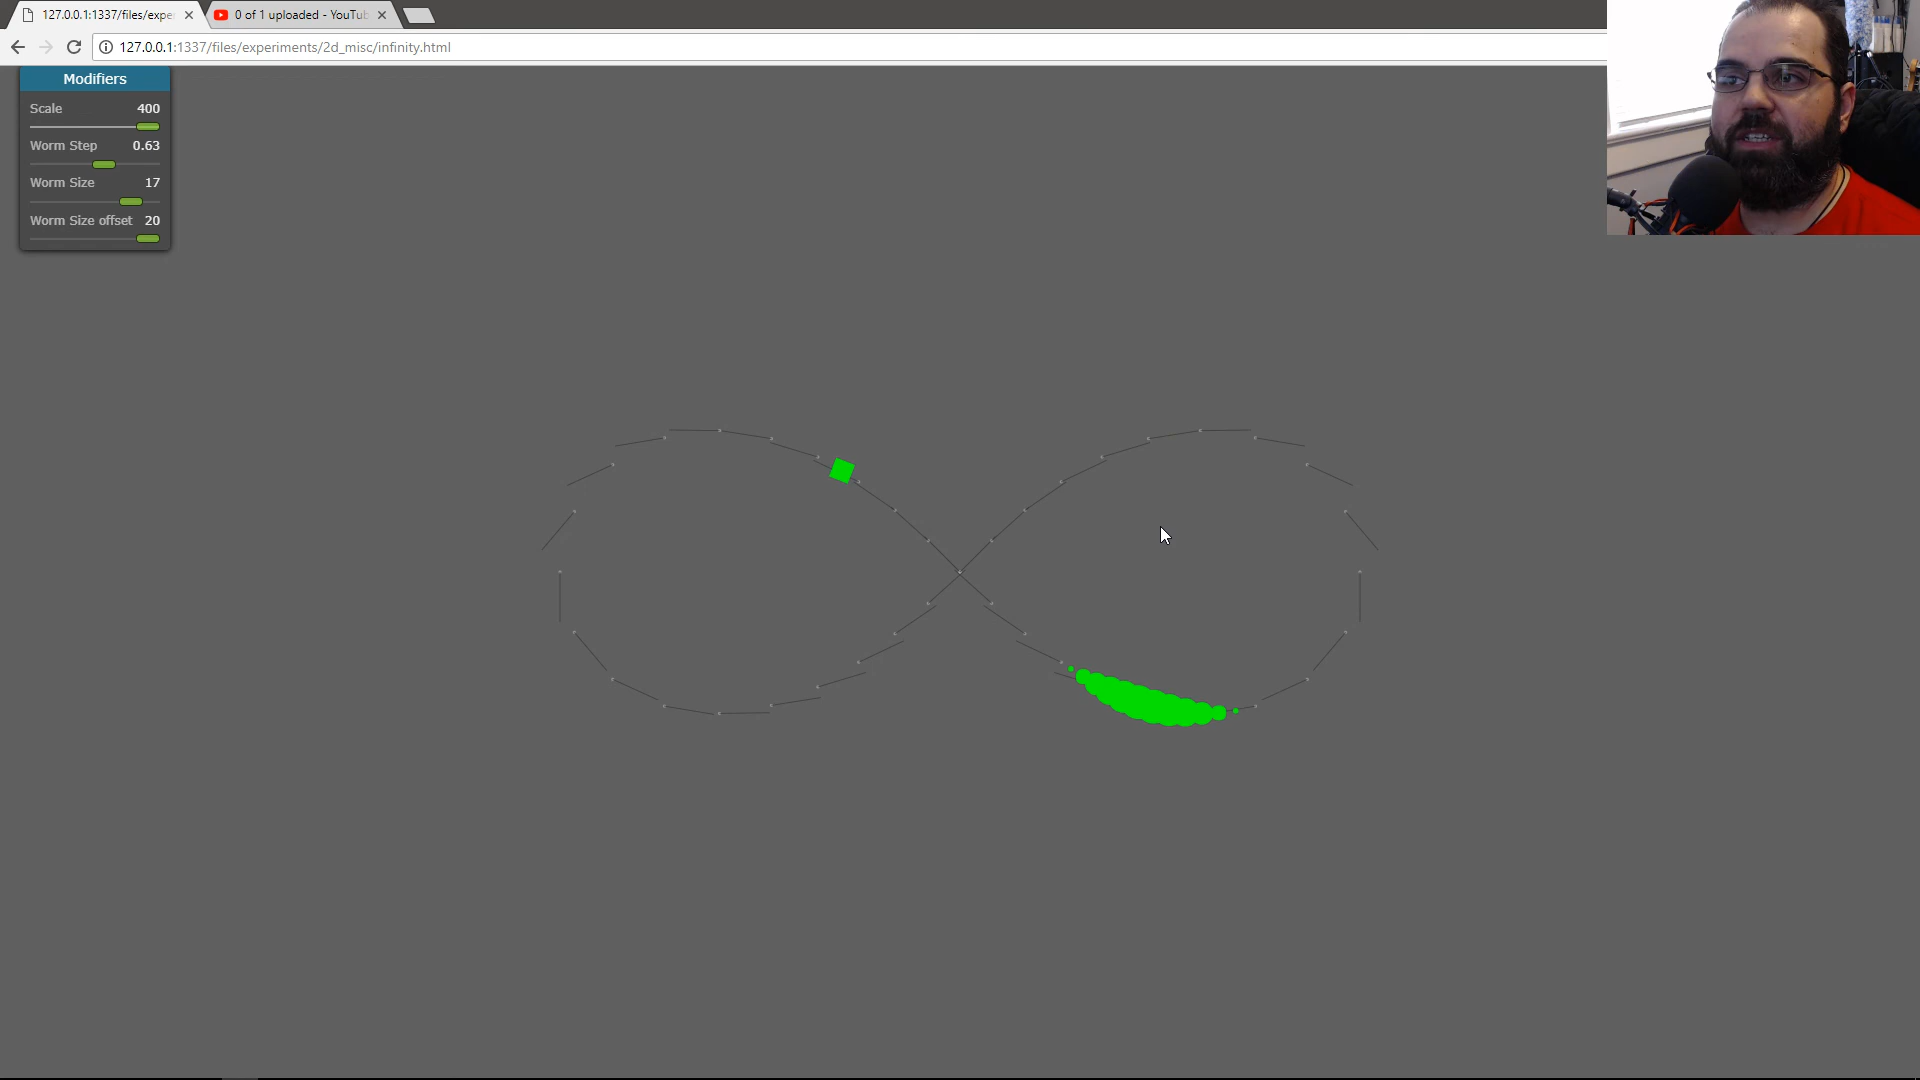 127.0.0.1:1337/files/expe
0 of 1 uploaded - YouTub
127.0.0.1:1337/files/experiments/2d_misc/infinity.html
Modifiers
Scale 400
Worm Step 0.63
Worm Size 17
Worm Size offset 20